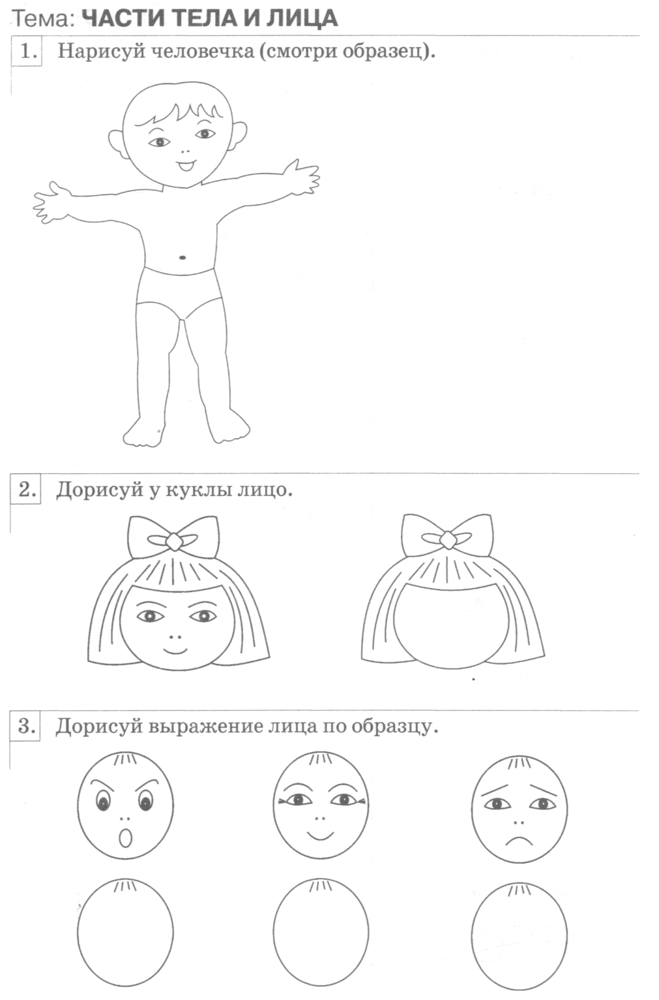 Тема: ЧАСТИ ТЕЛА И ЛИЦА
1. Нарисуй человечка (смотри образец).
2. Дорисуй у куклы лицо.
3. Дорисуй выражение лица по образцу.